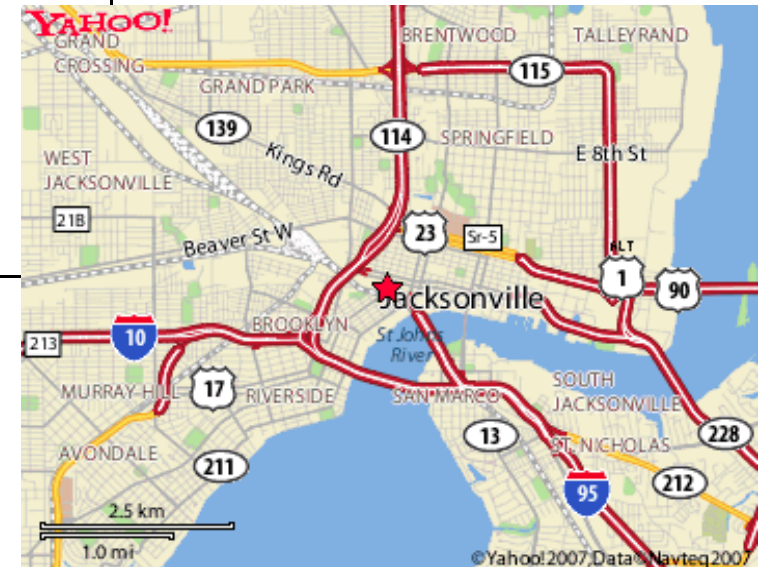 YAHOO!
GRAND
CROSSING
BRENTWOOD
TALLEYRAND
115
GRAND PARK
139
114
SPRINGFIELD
Kings Rd
E 8th St
WEST
JACKSONVILLE
21B
Beaver St W
23
Sr-5
ALT
1
90
Jacksonville
10
213
BROOKLYN
St Johns
River
MURRAY HILL
17
RIVERSIDE
SAN MARCO
SOUTH
JACKSONVILLE
13
ST. NICHOLAS
228
AVONDALE
211
212
95
2.5 km
1.0 mi
©Yahoo!2007,Data©Navteq2007